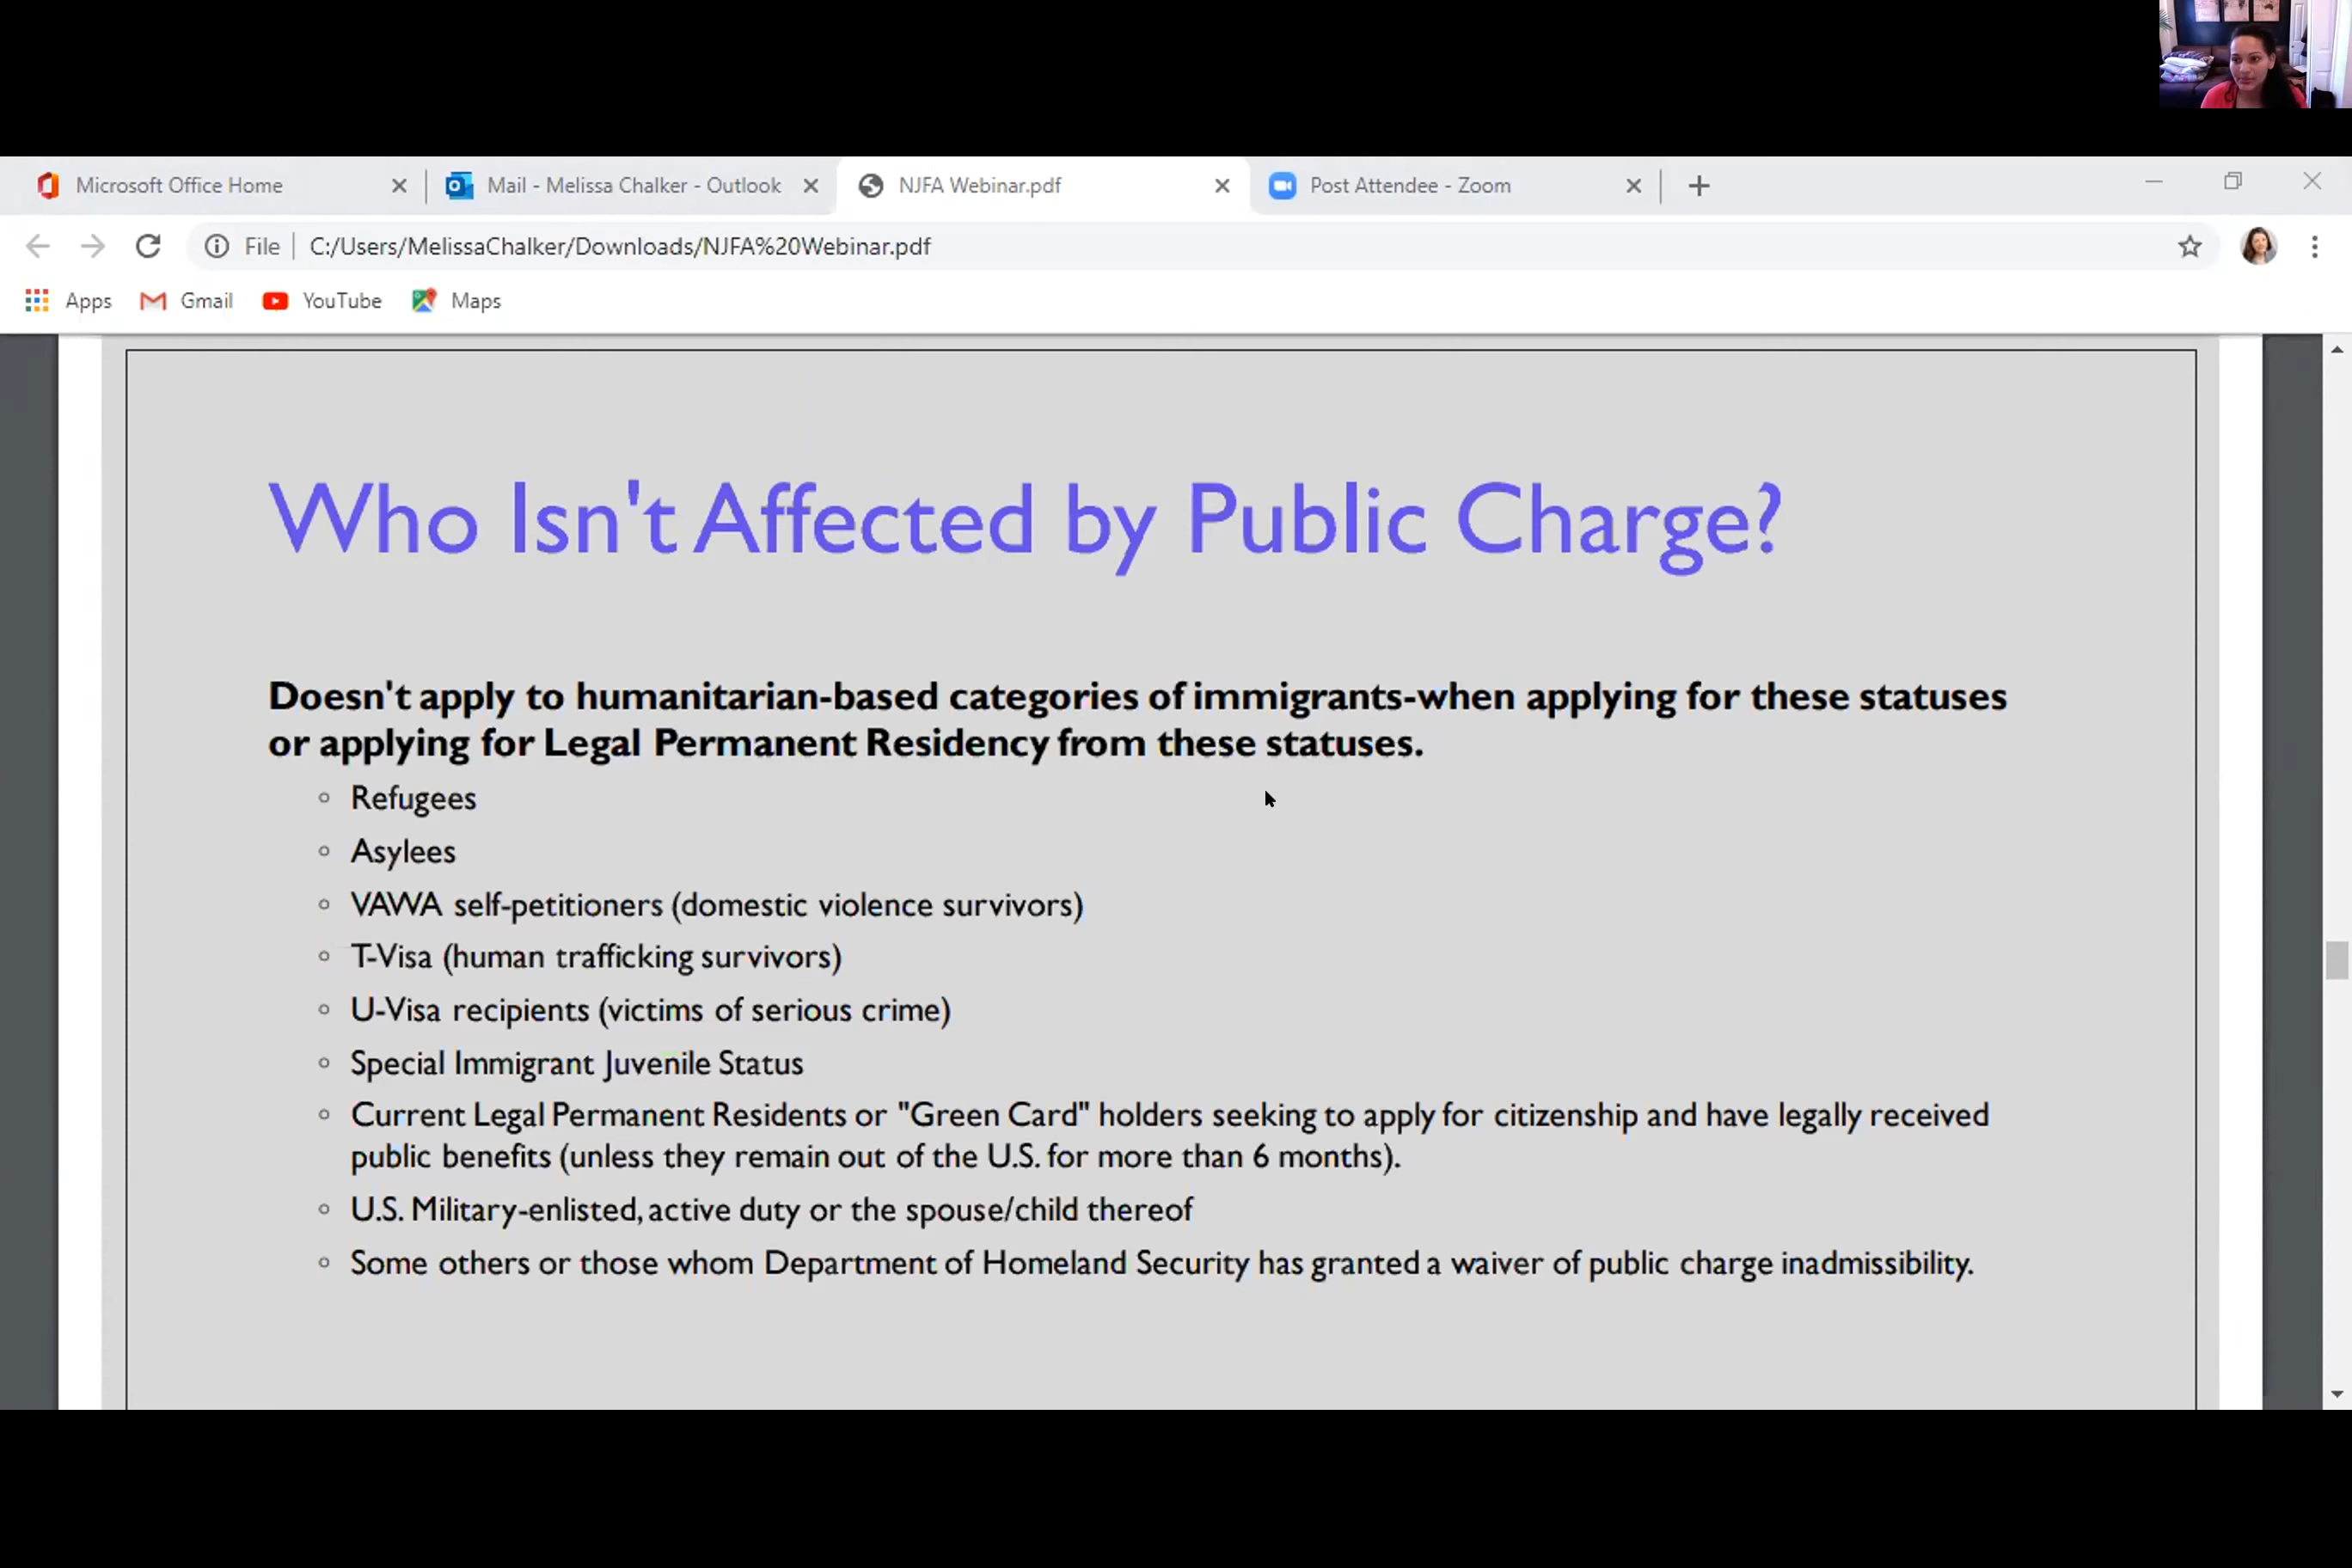 Microsoft Office Home
Mail - Melissa Chalker - Outlook
NJFA Webinar.pdf
Post Attendee - Zoom
File
C:/Users/MelissaChalker/Downloads/NJFA%20Webinar.pdf
Apps
Gmail
YouTube
Maps
Who Isn't Affected by Public Charge?
Doesn't apply to humanitarian-based categories of immigrants-when applying for these statuses
or applying for Legal Permanent Residency from these statuses.
Refugees
Asylees
VAWA self-petitioners (domestic violence survivors)
T-Visa (human trafficking survivors)
U-Visa recipients (victims of serious crime)
Special Immigrant Juvenile Status
Current Legal Permanent Residents or "Green Card" holders seeking to apply for citizenship and have legally received
public benefits (unless they remain out of the U.S. for more than 6 months).
U.S. Military-enlisted, active duty or the spouse/child thereof
Some others or those whom Department of Homeland Security has granted a waiver of public charge inadmissibility.